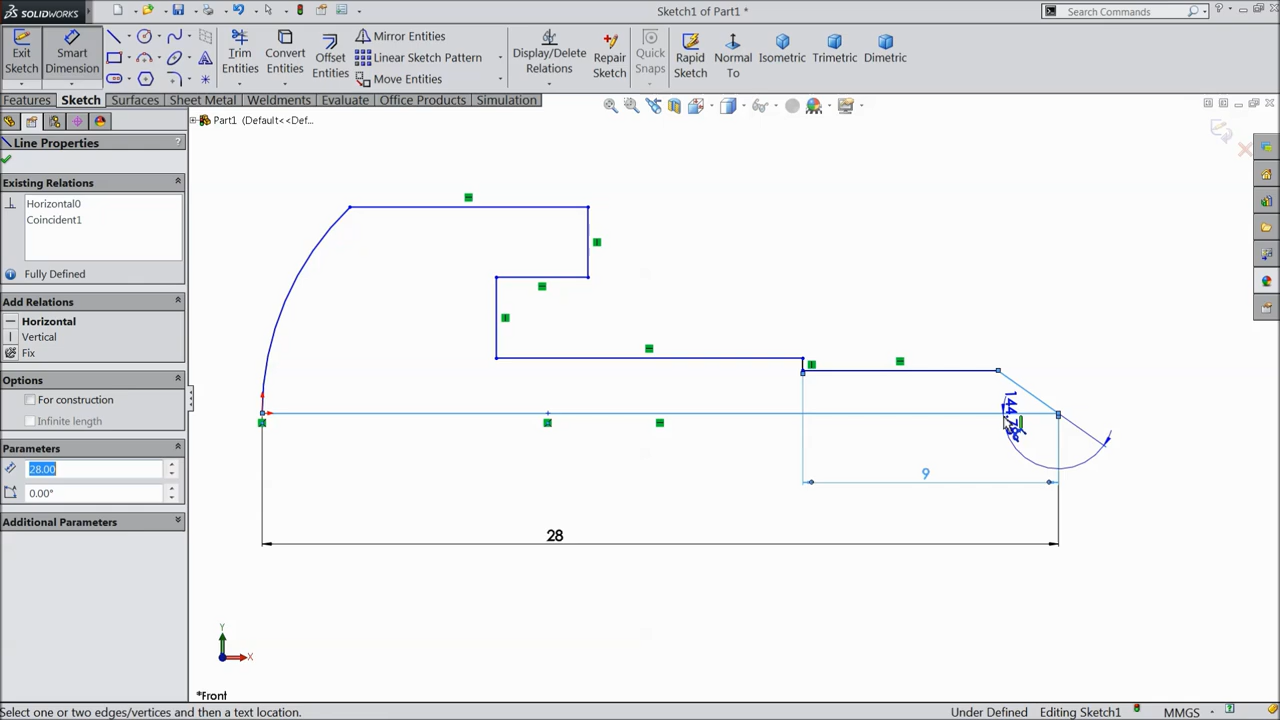 SOLIDWORKS
Sketch1 of Part1 *
Search Commands
Exit Sketch
Smart Dimension
Trim Entities
Convert Entities
Offset Entities
Mirror Entities
Linear Sketch Pattern
Move Entities
Display/Delete Relations
Repair Sketch
Quick Snaps
Rapid Sketch
Normal To
Isometric
Trimetric
Dimetric
Features
Sketch
Surfaces
Sheet Metal
Weldments
Evaluate
Office Products
Simulation
Part1 (Default<<Def...
Line Properties
?
Existing Relations
Horizontal0
Coincident1
Fully Defined
Add Relations
Horizontal
Vertical
Fix
Options
For construction
Infinite length
Parameters
28.00
0.00°
Additional Parameters
9
28
Y
X
*Front
Select one or two edges/vertices and then a text location.
Under Defined
Editing Sketch1
MMGS